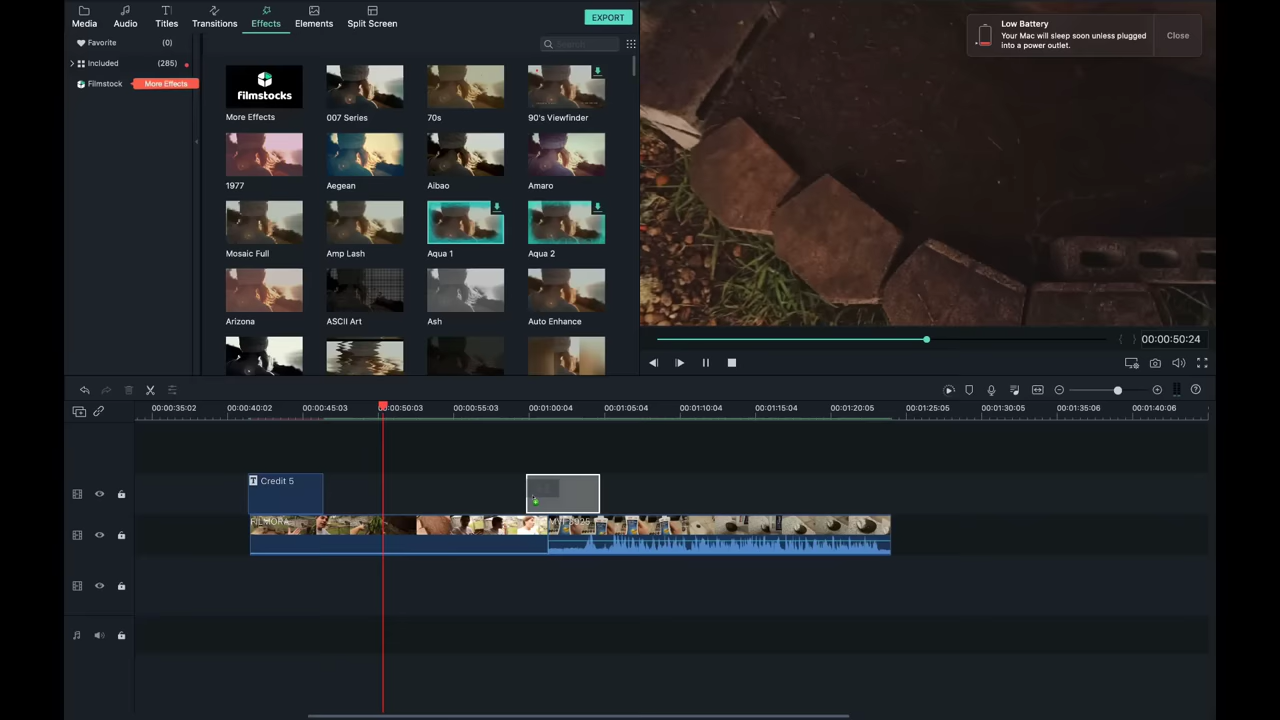 Media Audio Titles Transitions Effects Elements Split Screen EXPORT
Favorite (0)
Included (285)
Filmstock More Effects
Search
filmstocks
More Effects 007 Series 70s 90's Viewfinder
1977 Aegean Aibao Amaro
Mosaic Full Amp Lash Aqua 1 Aqua 2
Arizona ASCII Art Ash Auto Enhance
Low Battery
Your Mac will sleep soon unless plugged
into a power outlet.
Close
00:00:50:24
00:00:35:02 00:00:40:02 00:00:45:03 00:00:50:03 00:00:55:03 00:01:00:04 00:01:05:04 00:01:10:04 00:01:15:04 00:01:20:05 00:01:25:05 00:01:30:05 00:01:35:06 00:01:40:06
T Credit 5
FILMORA